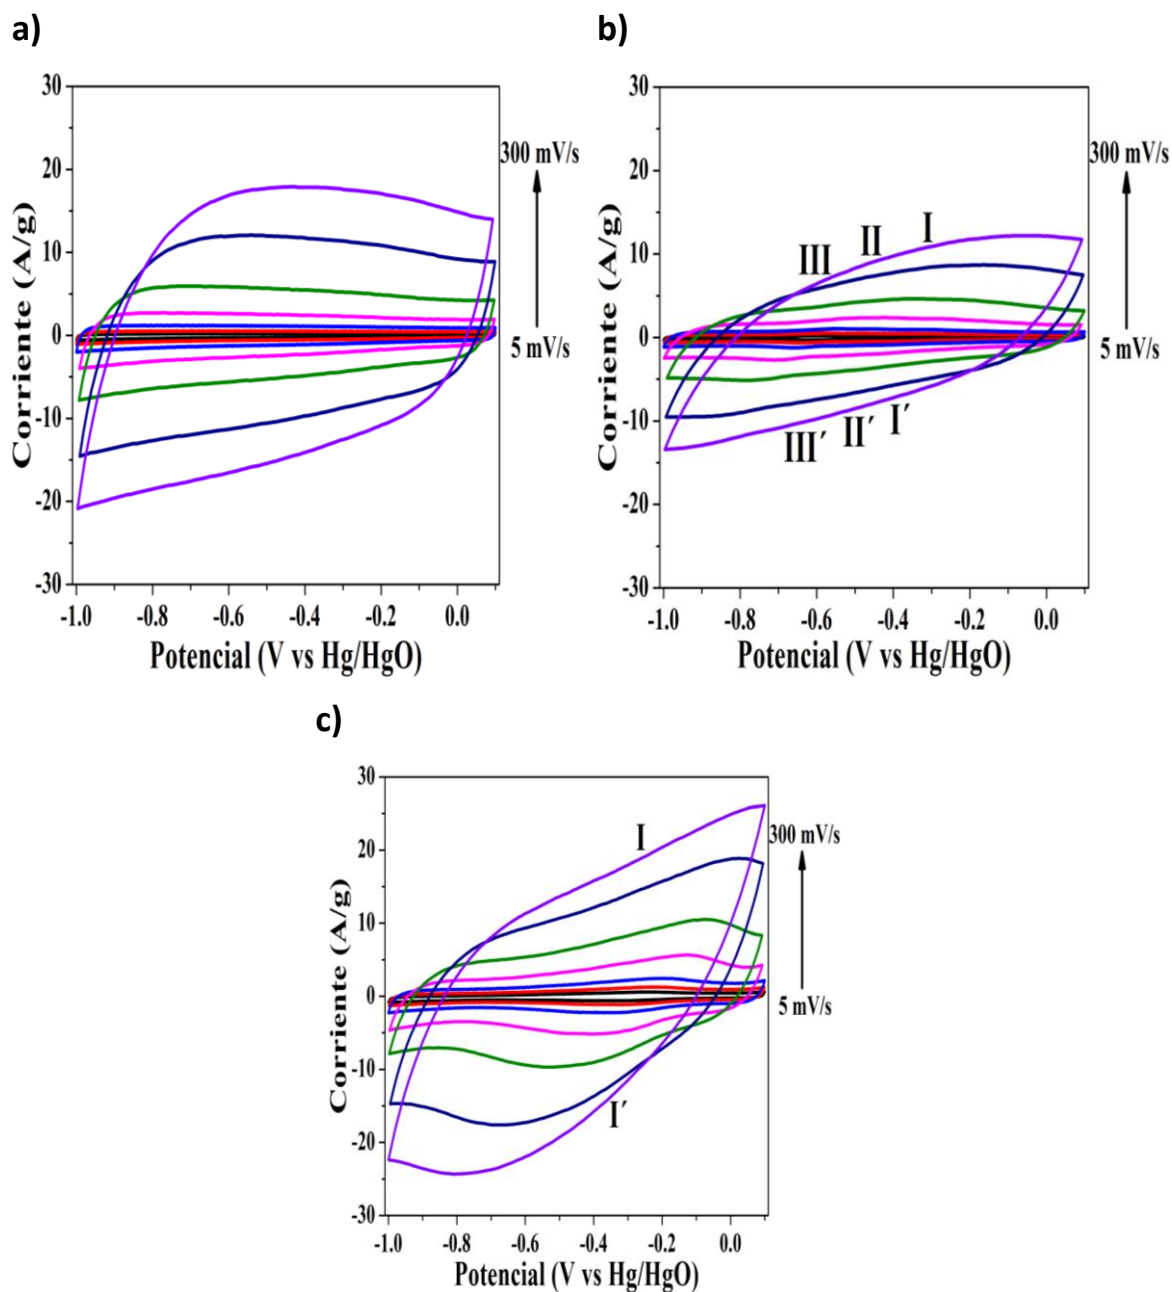 a)
30
20
10
0
-10
-20
-30
Corriente (A/g)
-1.0 -0.8 -0.6 -0.4 -0.2 0.0
Potencial (V vs Hg/HgO)
300 mV/s
5 mV/s
b)
30
20
10
0
-10
-20
-30
Corriente (A/g)
III II I
III´ II´ I´
-1.0 -0.8 -0.6 -0.4 -0.2 0.0
Potencial (V vs Hg/HgO)
300 mV/s
5 mV/s
c)
30
20
10
0
-10
-20
-30
Corriente (A/g)
I
I´
-1.0 -0.8 -0.6 -0.4 -0.2 0.0
Potencial (V vs Hg/HgO)
300 mV/s
5 mV/s